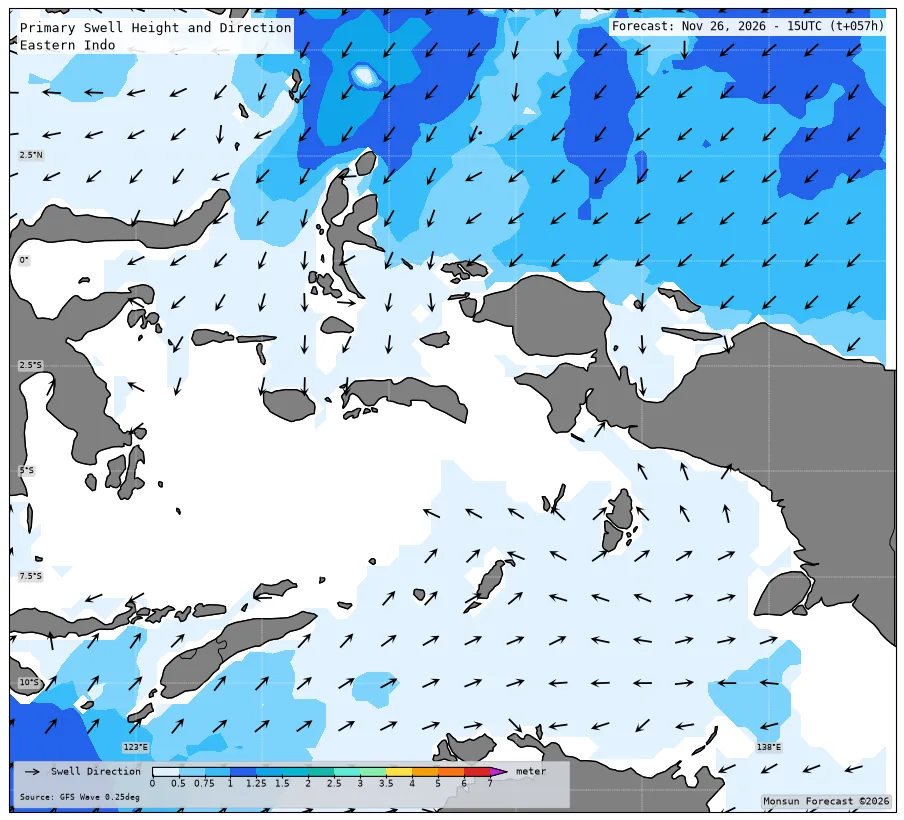 Primary Swell Height and Direction
Eastern Indo
Forecast: Nov 26, 2026 - 15UTC (t+057h)
2.5°N
0°
2.5°S
5°S
7.5°S
10°S
123°E
138°E
Swell Direction
0 0.5 0.75 1 1.25 1.5 2 2.5 3 3.5 4 5 6 7
meter
Source: GFS Wave 0.25deg
Monsun Forecast ©2026